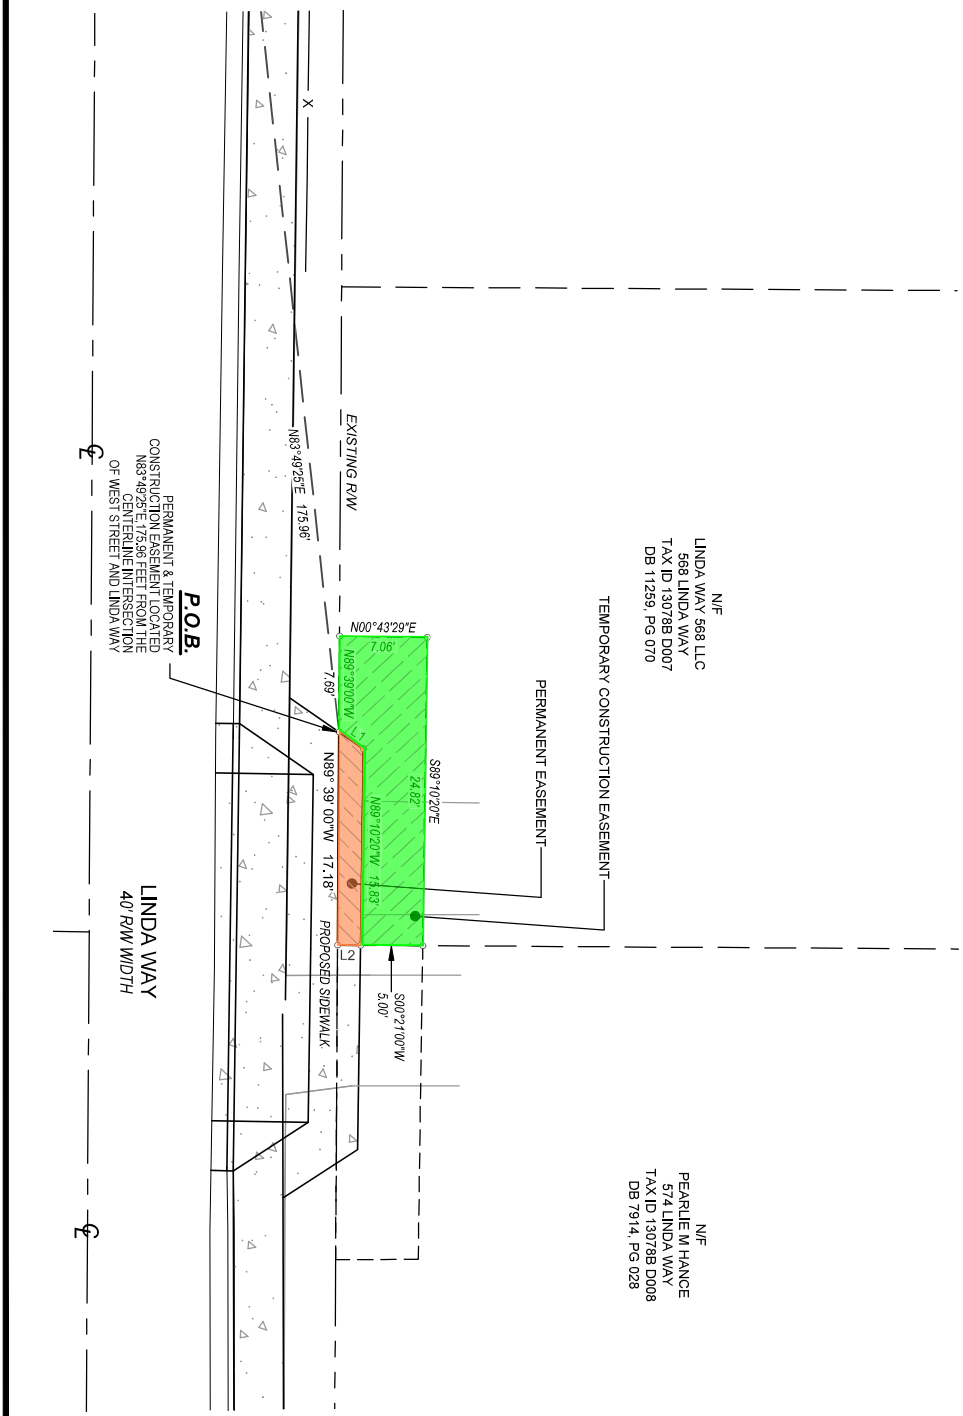 N/F
LINDA WAY 568 LLC
568 LINDA WAY
TAX ID 13078B D007
DB 11259, PG 070
N/F
PEARLIE M HANCE
574 LINDA WAY
TAX ID 13078B D008
DB 7914, PG 028
TEMPORARY CONSTRUCTION EASEMENT
PERMANENT EASEMENT
S89°10'20"E
24.82'
N00°43'29"E
7.06'
S00°21'00"W
5.00'
N89°10'20"W 15.83'
L1
L2
N89°39'00"W
7.69'
N89° 39' 00"W 17.18'
EXISTING R/W
PROPOSED SIDEWALK
X
N83°49'25"E 175.96'
P.O.B.
PERMANENT & TEMPORARY
CONSTRUCTION EASEMENT LOCATED
N83°49'25"E,175.96 FEET FROM THE
CENTERLINE INTERSECTION
OF WEST STREET AND LINDA WAY
LINDA WAY
40' R/W WIDTH
CL
CL